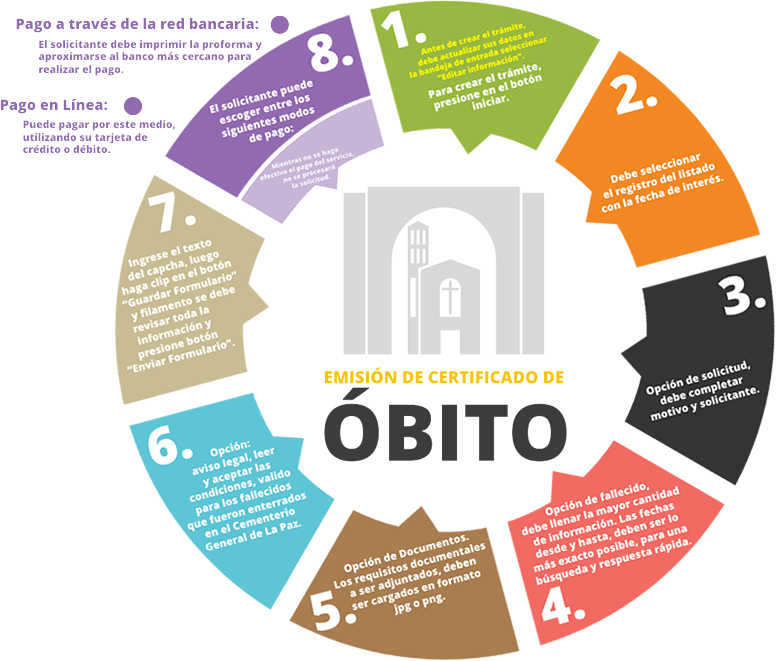 Pago a través de la red bancaria:
El solicitante debe imprimir la proforma y
aproximarse al banco más cercano para
realizar el pago.
Pago en Línea:
Puede pagar por este medio,
utilizando su tarjeta de
crédito o débito.
1.
Antes de crear el trámite,
debe actualizar sus datos en
la bandeja de entrada seleccionar
"Editar información".
Para crear el trámite,
presione en el botón
iniciar.
2.
Debe seleccionar
el registro del listado
con la fecha de interés.
3.
Opción de solicitud,
debe completar
motivo y solicitante.
Opción de fallecido,
debe llenar la mayor cantidad
de información. Las fechas
desde y hasta, deben ser lo
más exacto posible, para una
búsqueda y respuesta rápida.
4.
Opción de Documentos.
Los requisitos documentales
a ser adjuntados, deben
ser cargados en formato
jpg o png.
5.
6.
Opción:
aviso legal, leer
y aceptar las
condiciones, valido
para los fallecidos
que fueron enterrados
en el Cementerio
General de La Paz.
7.
Ingrese el texto
del capcha, luego
haga clip en el botón
"Guardar Formulario"
y filamento se debe
revisar toda la
información y
presione botón
"Enviar Formulario".
8.
El solicitante puede
escoger entre los
siguientes modos
de pago:
Mientras no se haga
efectivo el pago del servicio,
no se procesará
la solicitud.
EMISIÓN DE CERTIFICADO DE
ÓBITO